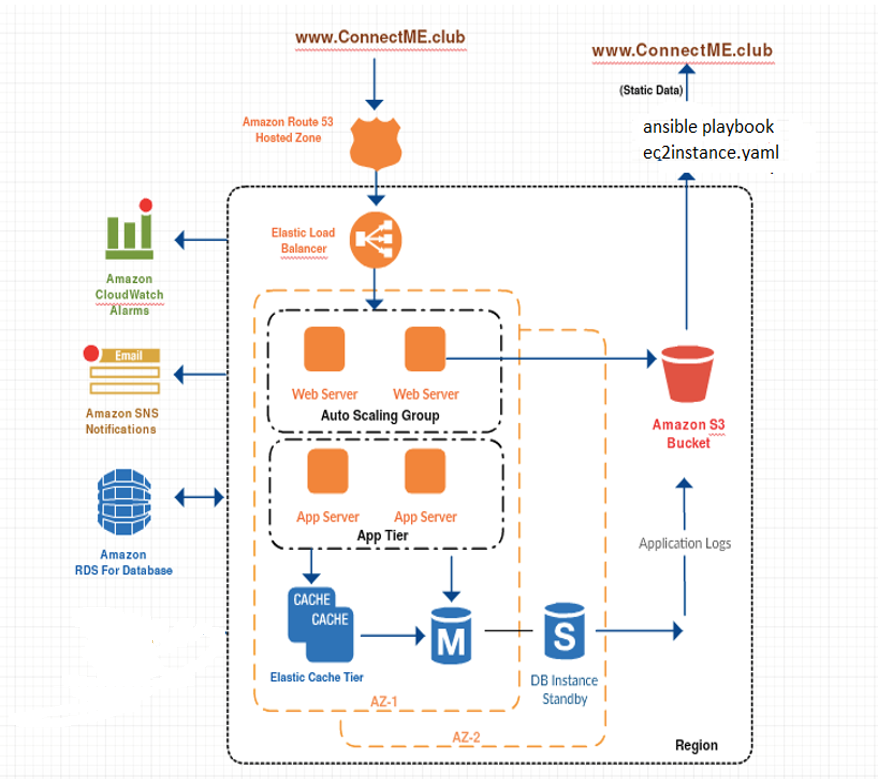 www.ConnectME.club
www.ConnectME.club
(Static Data)
Amazon Route 53
Hosted Zone
ansible playbook
ec2instance.yaml
Elastic Load
Balancer
Amazon
CloudWatch
Alarms
Email
Amazon SNS
Notifications
Web Server
Web Server
Auto Scaling Group
Amazon S3
Bucket
App Server
App Server
App Tier
Amazon
RDS For Database
Application Logs
CACHE
CACHE
M
S
Elastic Cache Tier
DB Instance
Standby
AZ-1
AZ-2
Region